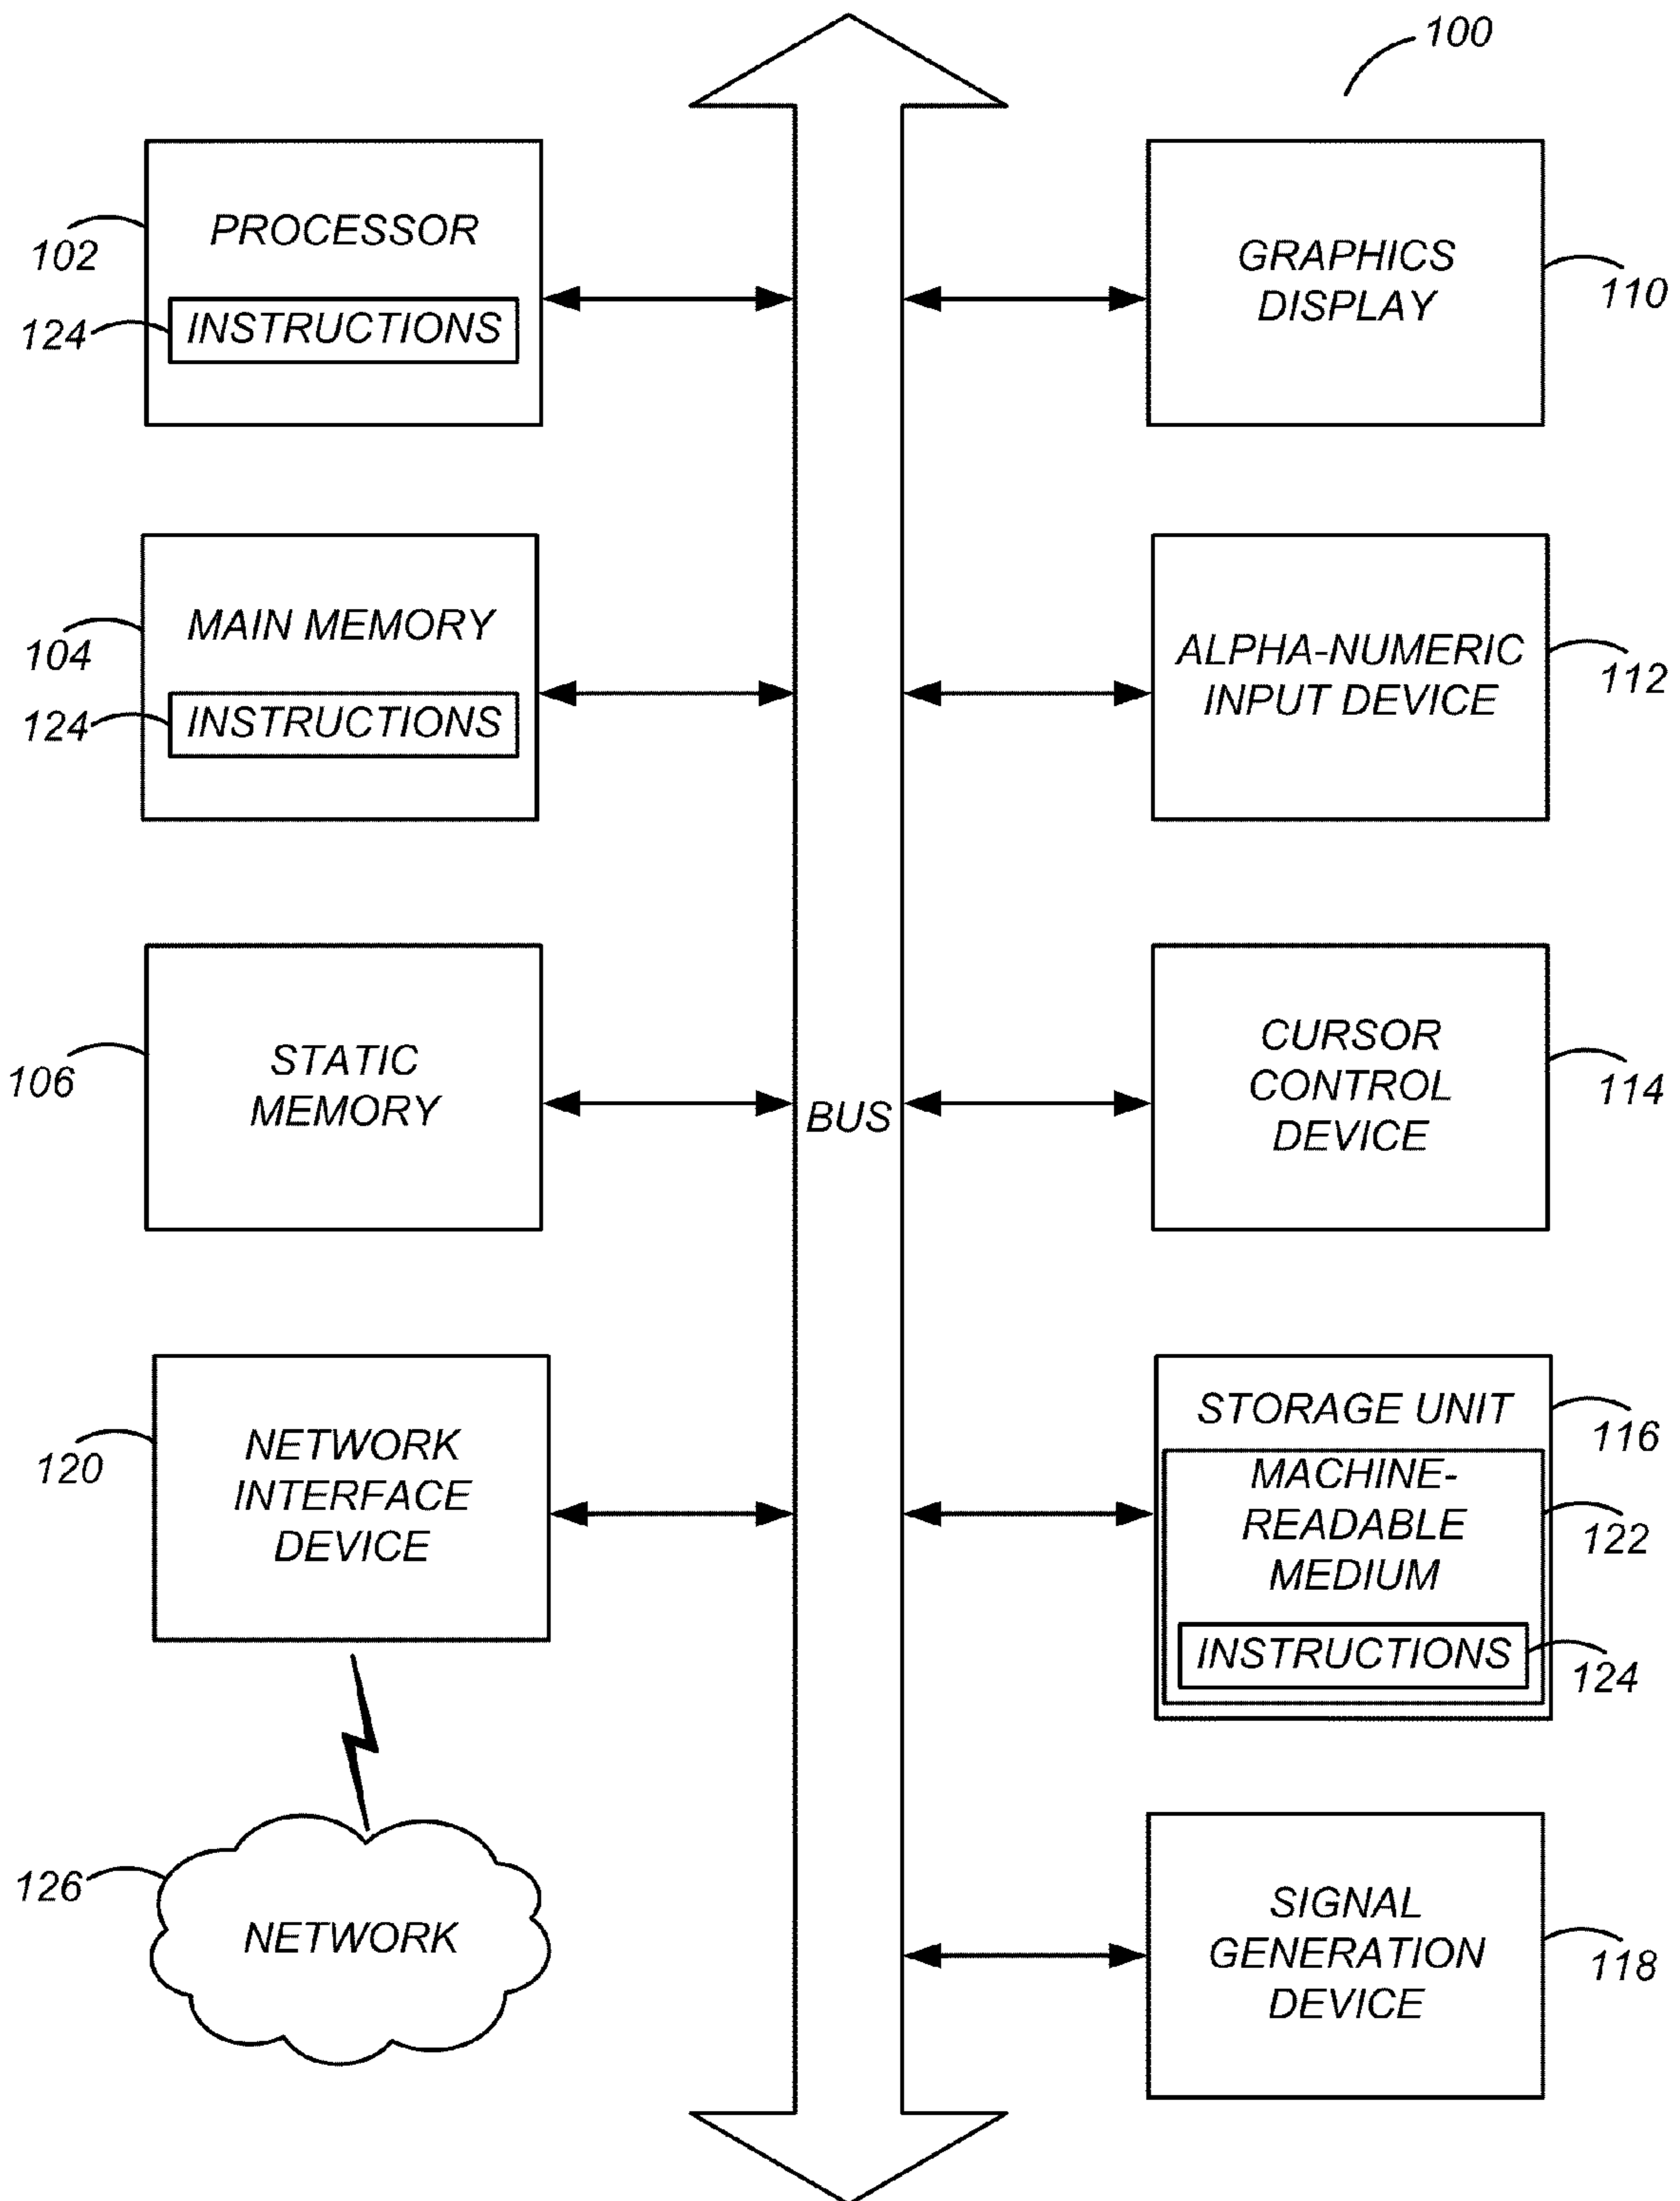 100
PROCESSOR
102
INSTRUCTIONS
124
GRAPHICS
DISPLAY
110
MAIN MEMORY
104
INSTRUCTIONS
124
ALPHA-NUMERIC
INPUT DEVICE
112
STATIC
MEMORY
106
BUS
CURSOR
CONTROL
DEVICE
114
NETWORK
INTERFACE
DEVICE
120
STORAGE UNIT
116
MACHINE-
READABLE
MEDIUM
122
INSTRUCTIONS
124
126
NETWORK
SIGNAL
GENERATION
DEVICE
118